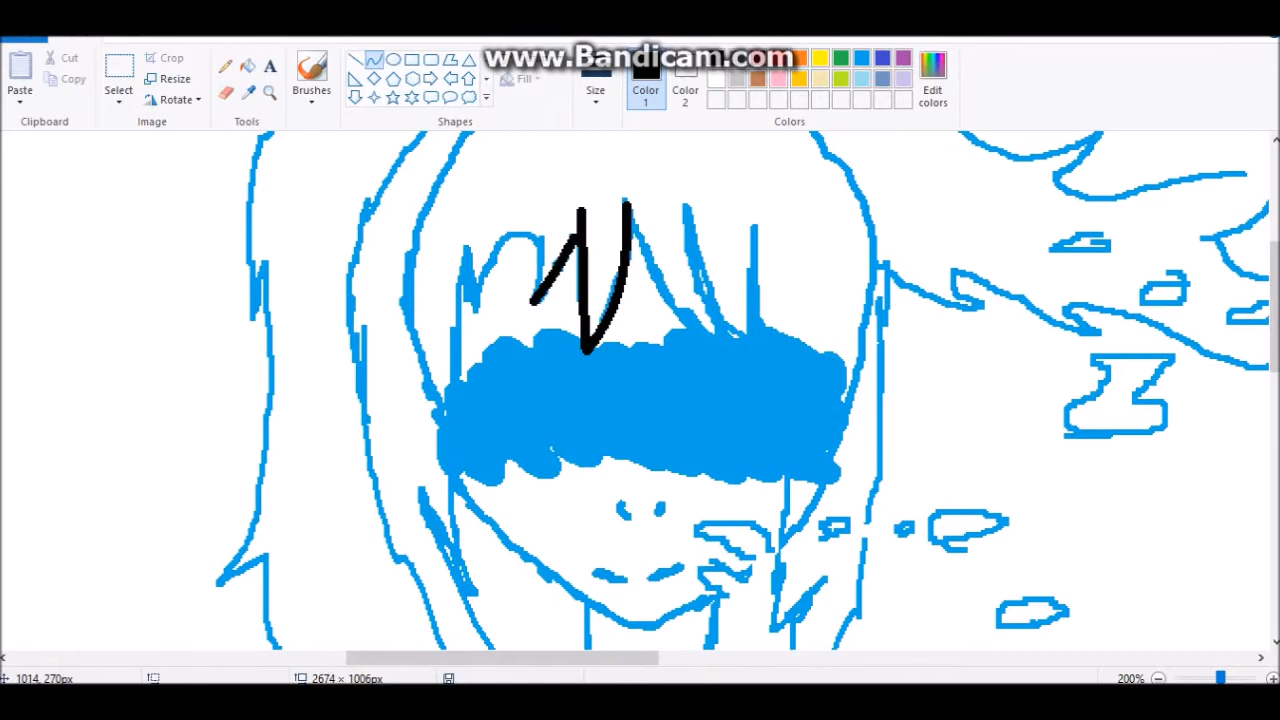 www.Bandicam.com
Cut
Copy
Paste
Clipboard
Crop
Resize
Rotate
Select
Image
A
Tools
Brushes
Fill
Shapes
Size
Color
1
Color
2
Edit
colors
Colors
1014, 270px
2674 × 1006px
200%